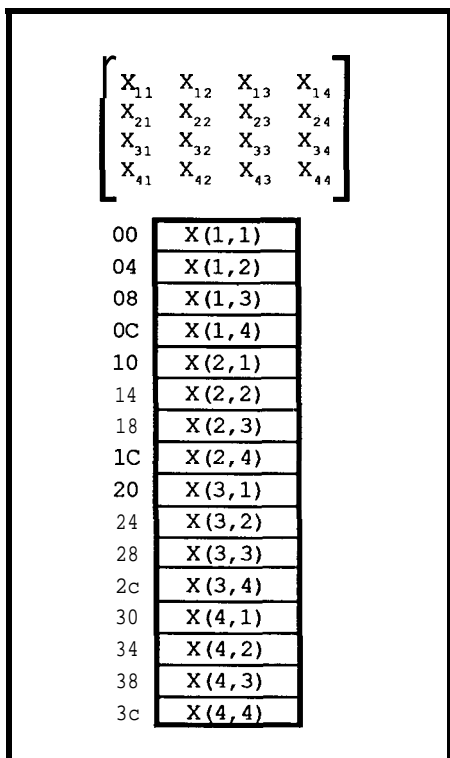 X₁₁ X₁₂ X₁₃ X₁₄
X₂₁ X₂₂ X₂₃ X₂₄
X₃₁ X₃₂ X₃₃ X₃₄
X₄₁ X₄₂ X₄₃ X₄₄
00 X(1,1)
04 X(1,2)
08 X(1,3)
0C X(1,4)
10 X(2,1)
14 X(2,2)
18 X(2,3)
1C X(2,4)
20 X(3,1)
24 X(3,2)
28 X(3,3)
2c X(3,4)
30 X(4,1)
34 X(4,2)
38 X(4,3)
3c X(4,4)